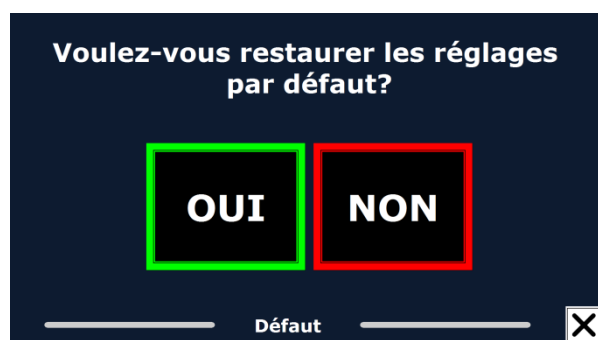 Voulez-vous restaurer les réglages
par défaut?
OUI NON
Défaut